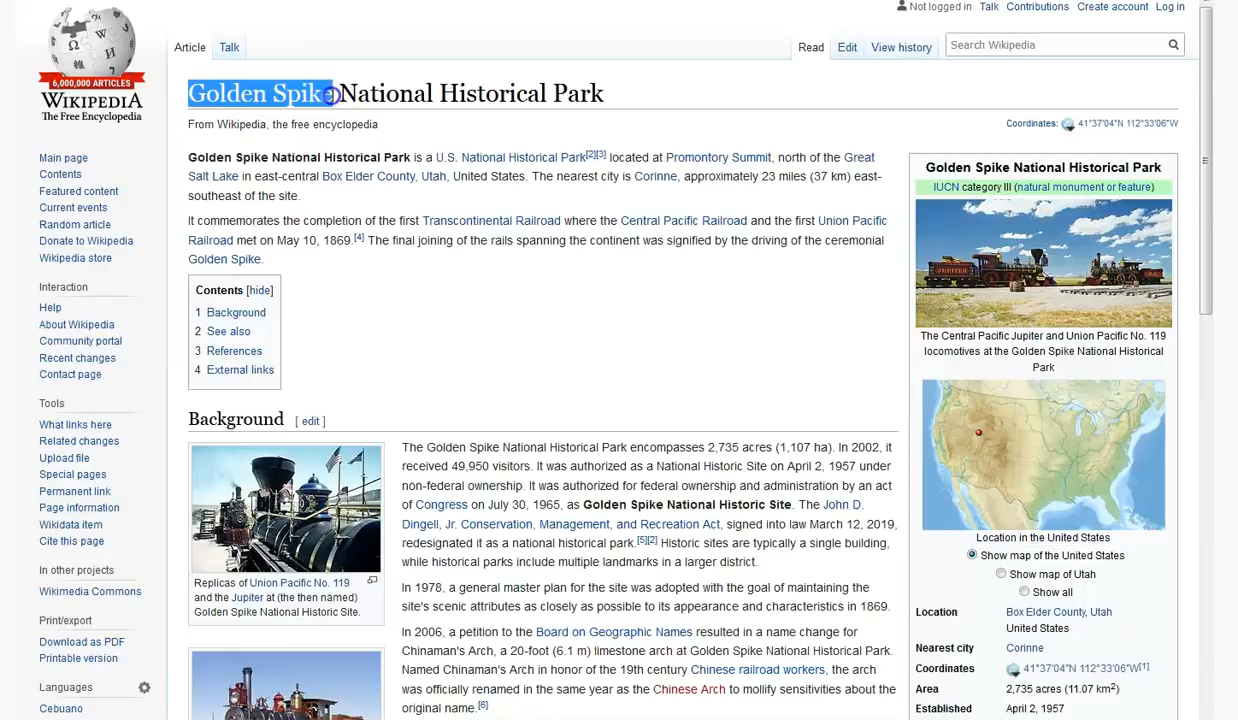 Not logged in Talk Contributions Create account Log in
Article Talk
Read Edit View history Search Wikipedia
6,000,000 ARTICLES
WIKIPEDIA
The Free Encyclopedia
Main page
Contents
Featured content
Current events
Random article
Donate to Wikipedia
Wikipedia store
Interaction
Help
About Wikipedia
Community portal
Recent changes
Contact page
Tools
What links here
Related changes
Upload file
Special pages
Permanent link
Page information
Wikidata item
Cite this page
In other projects
Wikimedia Commons
Print/export
Download as PDF
Printable version
Languages
Cebuano
Golden Spike National Historical Park
From Wikipedia, the free encyclopedia
Coordinates: 41°37′04″N 112°33′06″W
Golden Spike National Historical Park is a U.S. National Historical Park[2][3] located at Promontory Summit, north of the Great
Salt Lake in east-central Box Elder County, Utah, United States. The nearest city is Corinne, approximately 23 miles (37 km) east-
southeast of the site.
It commemorates the completion of the first Transcontinental Railroad where the Central Pacific Railroad and the first Union Pacific
Railroad met on May 10, 1869.[4] The final joining of the rails spanning the continent was signified by the driving of the ceremonial
Golden Spike.
Contents [hide]
1 Background
2 See also
3 References
4 External links
Background [ edit ]
The Golden Spike National Historical Park encompasses 2,735 acres (1,107 ha). In 2002, it
received 49,950 visitors. It was authorized as a National Historic Site on April 2, 1957 under
non-federal ownership. It was authorized for federal ownership and administration by an act
of Congress on July 30, 1965, as Golden Spike National Historic Site. The John D.
Dingell, Jr. Conservation, Management, and Recreation Act, signed into law March 12, 2019,
redesignated it as a national historical park.[5][2] Historic sites are typically a single building,
while historical parks include multiple landmarks in a larger district.
In 1978, a general master plan for the site was adopted with the goal of maintaining the
site's scenic attributes as closely as possible to its appearance and characteristics in 1869.
In 2006, a petition to the Board on Geographic Names resulted in a name change for
Chinaman's Arch, a 20-foot (6.1 m) limestone arch at Golden Spike National Historical Park.
Named Chinaman's Arch in honor of the 19th century Chinese railroad workers, the arch
was officially renamed in the same year as the Chinese Arch to mollify sensitivities about the
original name.[6]
Replicas of Union Pacific No. 119
and the Jupiter at (the then named)
Golden Spike National Historic Site.
Golden Spike National Historical Park
IUCN category III (natural monument or feature)
JUPITER
The Central Pacific Jupiter and Union Pacific No. 119
locomotives at the Golden Spike National Historical
Park
Location in the United States
Show map of the United States
Show map of Utah
Show all
Location Box Elder County, Utah
United States
Nearest city Corinne
Coordinates 41°37′04″N 112°33′06″W[1]
Area 2,735 acres (11.07 km2)
Established April 2, 1957